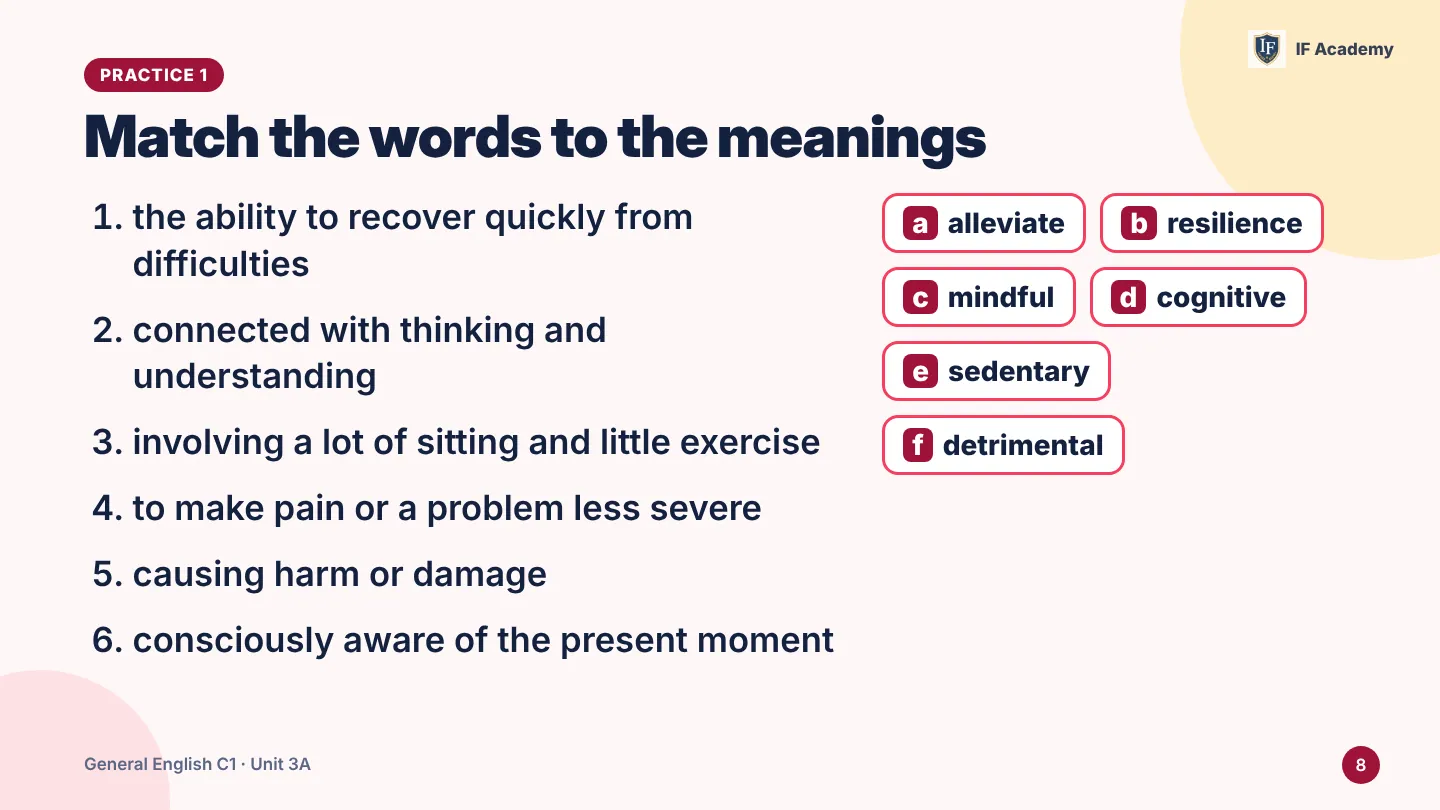 IF
IF Academy
PRACTICE 1
Match the words to the meanings
1. the ability to recover quickly from
difficulties
2. connected with thinking and
understanding
3. involving a lot of sitting and little exercise
4. to make pain or a problem less severe
5. causing harm or damage
6. consciously aware of the present moment
a alleviate
b resilience
c mindful
d cognitive
e sedentary
f detrimental
General English C1 · Unit 3A
8